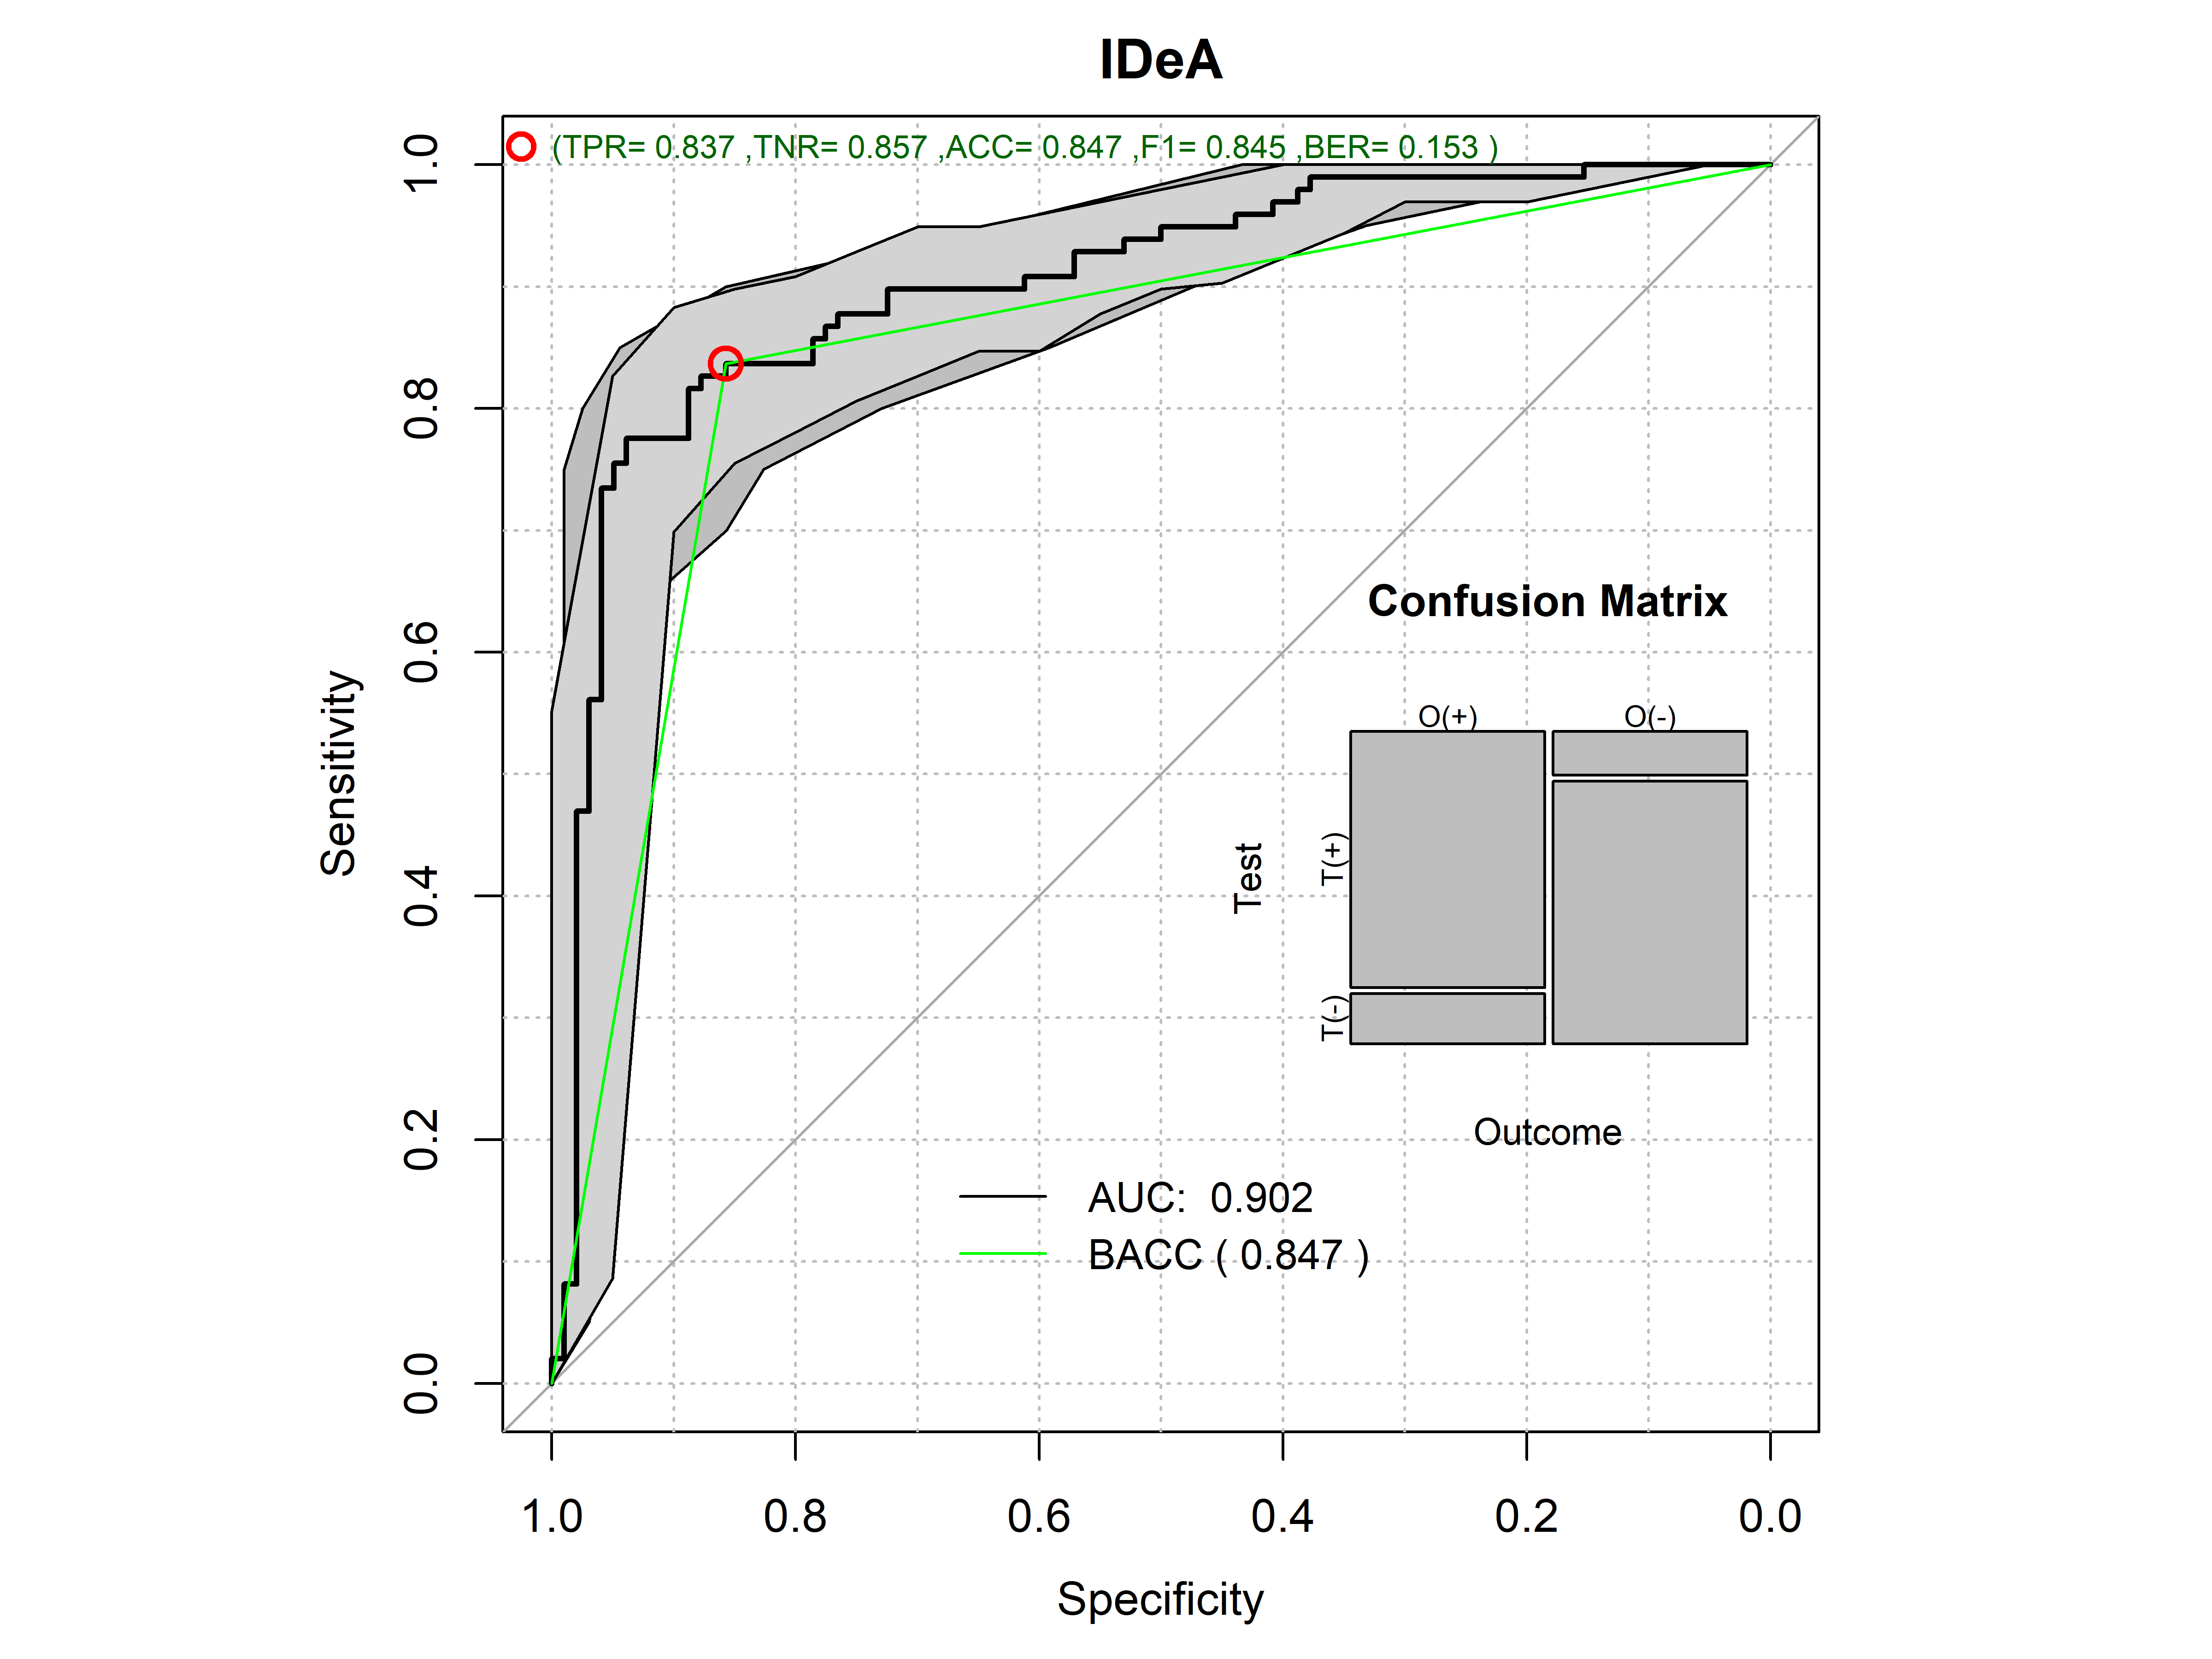 IDeA
(TPR= 0.837 ,TNR= 0.857 ,ACC= 0.847 ,F1= 0.845 ,BER= 0.153 )
Sensitivity
1.0
0.8
0.6
0.4
0.2
0.0
Confusion Matrix
O(+) O(-)
Test
T(+)
T(-)
Outcome
AUC: 0.902
BACC ( 0.847 )
1.0 0.8 0.6 0.4 0.2 0.0
Specificity